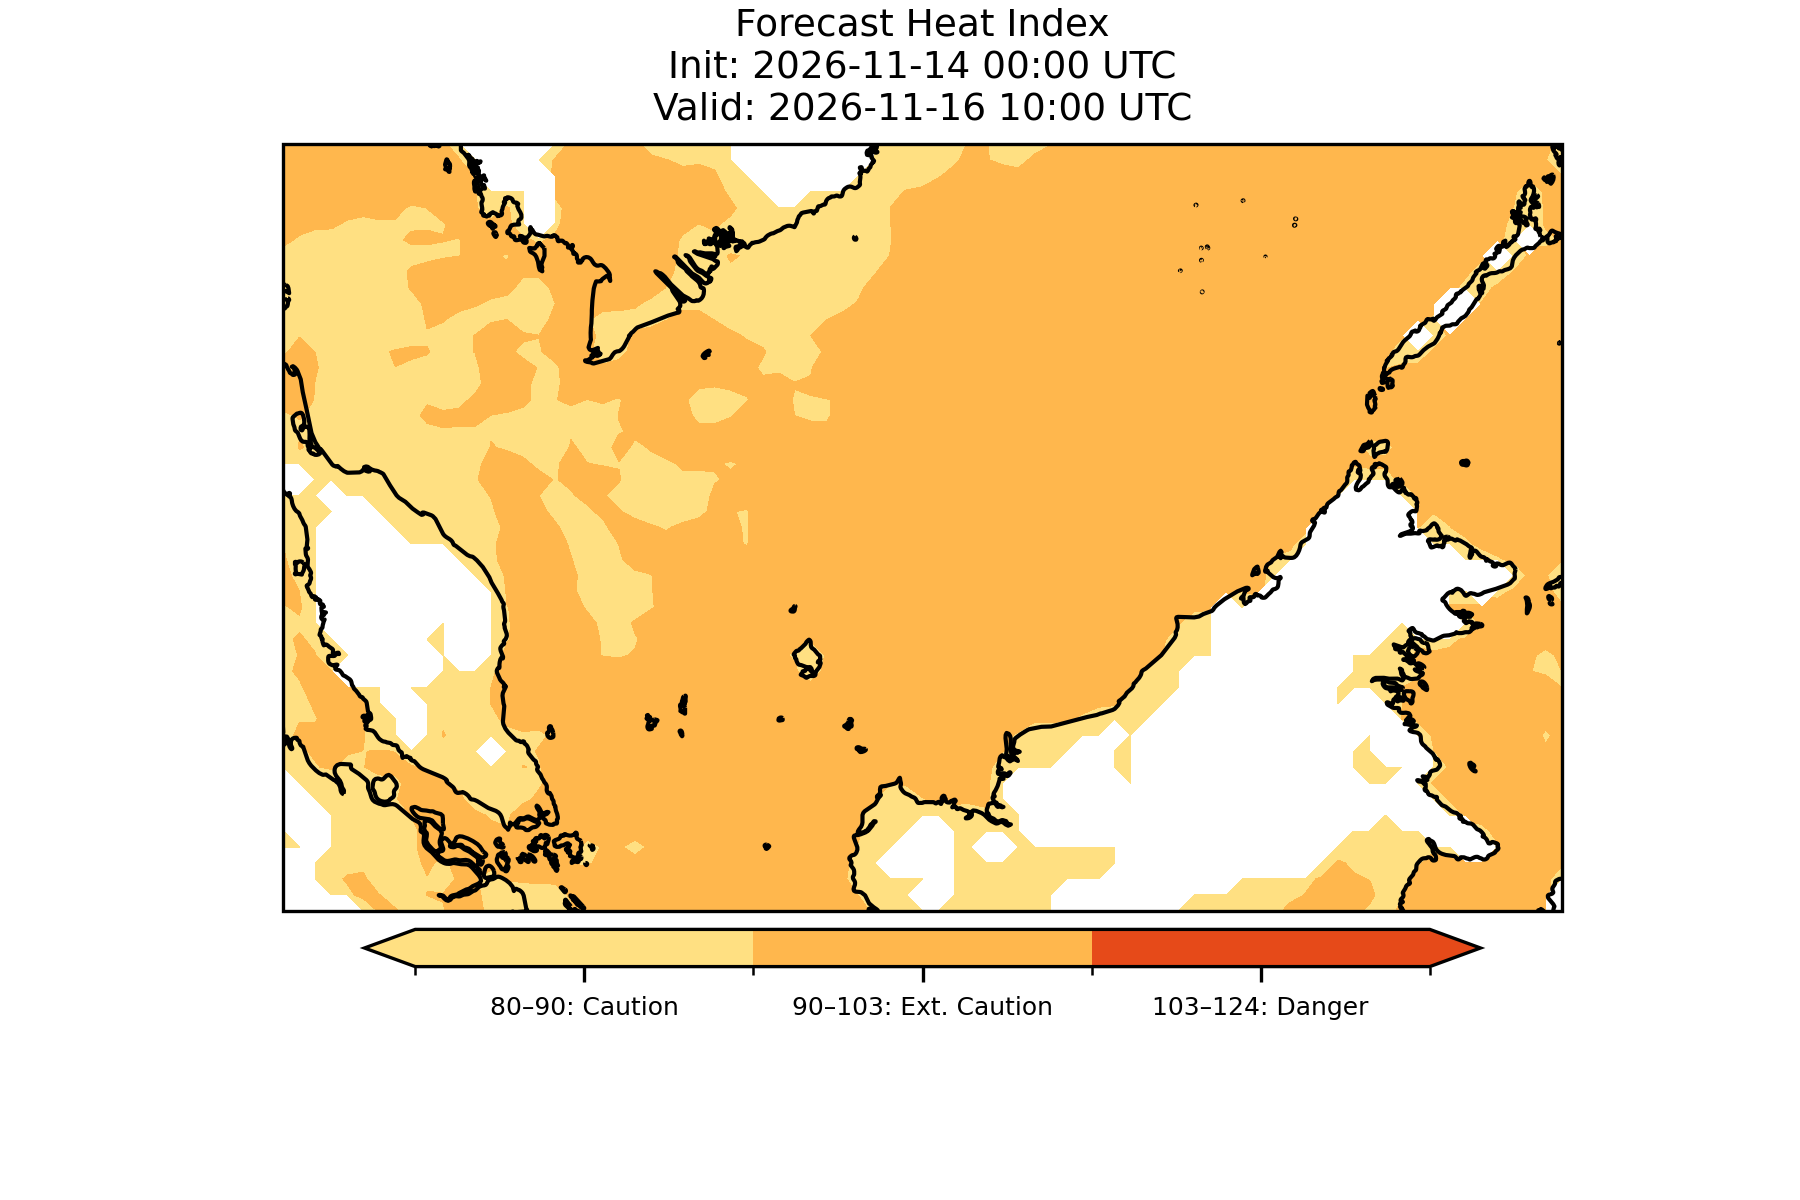 Forecast Heat Index
Init: 2026-11-14 00:00 UTC
Valid: 2026-11-16 10:00 UTC
80–90: Caution
90–103: Ext. Caution
103–124: Danger